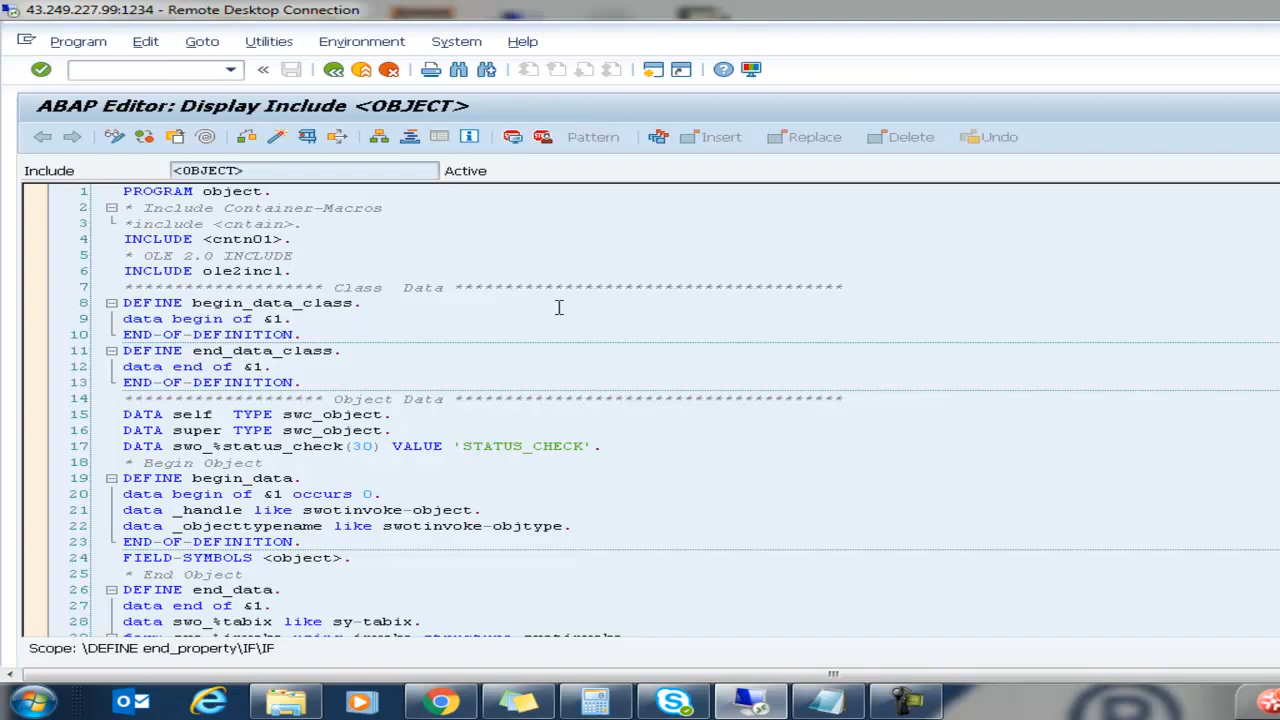 43.249.227.99:1234 - Remote Desktop Connection
Program Edit Goto Utilities Environment System Help
ABAP Editor: Display Include <OBJECT>
Pattern Insert Replace Delete Undo
Include <OBJECT> Active
1 PROGRAM object.
2 * Include Container-Macros
3 *include <cntain>.
4 INCLUDE <cntn01>.
5 * OLE 2.0 INCLUDE
6 INCLUDE ole2incl.
7 ******************** Class Data ***************************************
8 DEFINE begin_data_class.
9 data begin of &1.
10 END-OF-DEFINITION.
11 DEFINE end_data_class.
12 data end of &1.
13 END-OF-DEFINITION.
14 ******************** Object Data ***************************************
15 DATA self TYPE swc_object.
16 DATA super TYPE swc_object.
17 DATA swo_%status_check(30) VALUE 'STATUS_CHECK'.
18 * Begin Object
19 DEFINE begin_data.
20 data begin of &1 occurs 0.
21 data _handle like swotinvoke-object.
22 data _objecttypename like swotinvoke-objtype.
23 END-OF-DEFINITION.
24 FIELD-SYMBOLS <object>.
25 * End Object
26 DEFINE end_data.
27 data end of &1.
28 data swo_%tabix like sy-tabix.
Scope: \DEFINE end_property\IF\IF